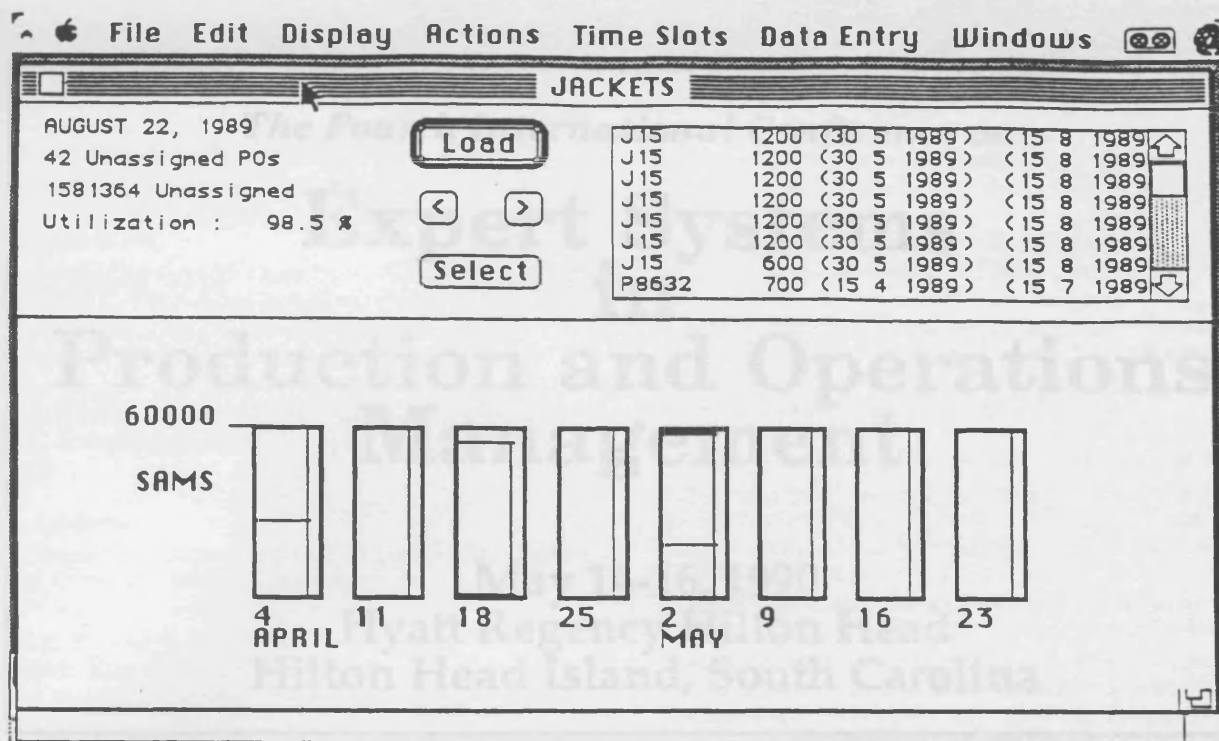 File Edit Display Actions Time Slots Data Entry Windows
JACKETS
AUGUST 22, 1989
42 Unassigned POs
1581364 Unassigned
Utilization : 98.5 %
Load
< >
Select
J15 1200 (30 5 1989) (15 8 1989
J15 1200 (30 5 1989) (15 8 1989
J15 1200 (30 5 1989) (15 8 1989
J15 1200 (30 5 1989) (15 8 1989
J15 1200 (30 5 1989) (15 8 1989
J15 1200 (30 5 1989) (15 8 1989
J15 600 (30 5 1989) (15 8 1989
P8632 700 (15 4 1989) (15 7 1989
Expert Systems
in
Production and Operations
Management
60000
SAMS
4 11 18 25 2 9 16 23
APRIL MAY
Hyatt Regency Hilton Head
Hilton Head Island, South Carolina